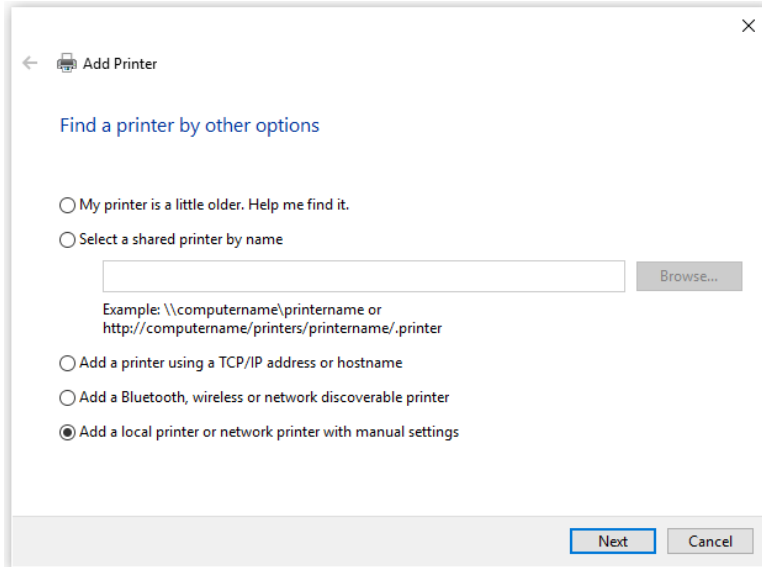 Add Printer
Find a printer by other options
My printer is a little older. Help me find it.
Select a shared printer by name
Browse...
Example: \\computername\printername or
http://computername/printers/printername/.printer
Add a printer using a TCP/IP address or hostname
Add a Bluetooth, wireless or network discoverable printer
Add a local printer or network printer with manual settings
Next
Cancel